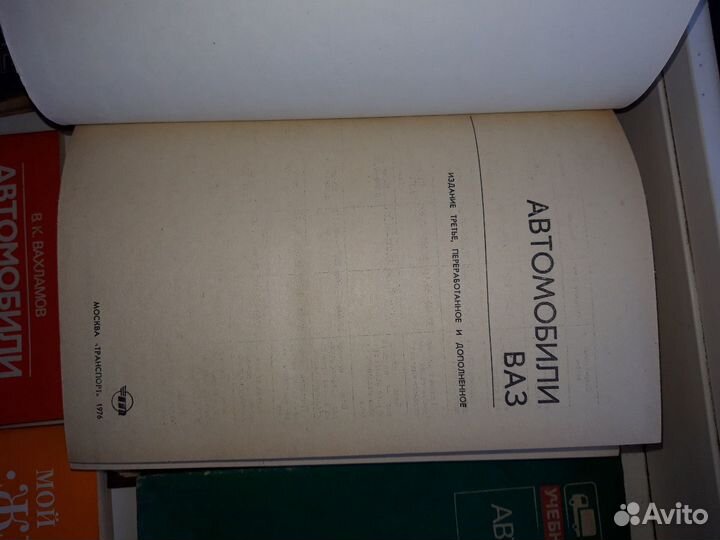 АВТОМОБИЛИ
ВАЗ
ИЗДАНИЕ ТРЕТЬЕ, ПЕРЕРАБОТАННОЕ И ДОПОЛНЕННОЕ
МОСКВА «ТРАНСПОРТ» 1976
В. К. ВАХЛАМОВ
АВТОМОБИЛИ
МОЙ
УЧЕБН
АВ
Avito